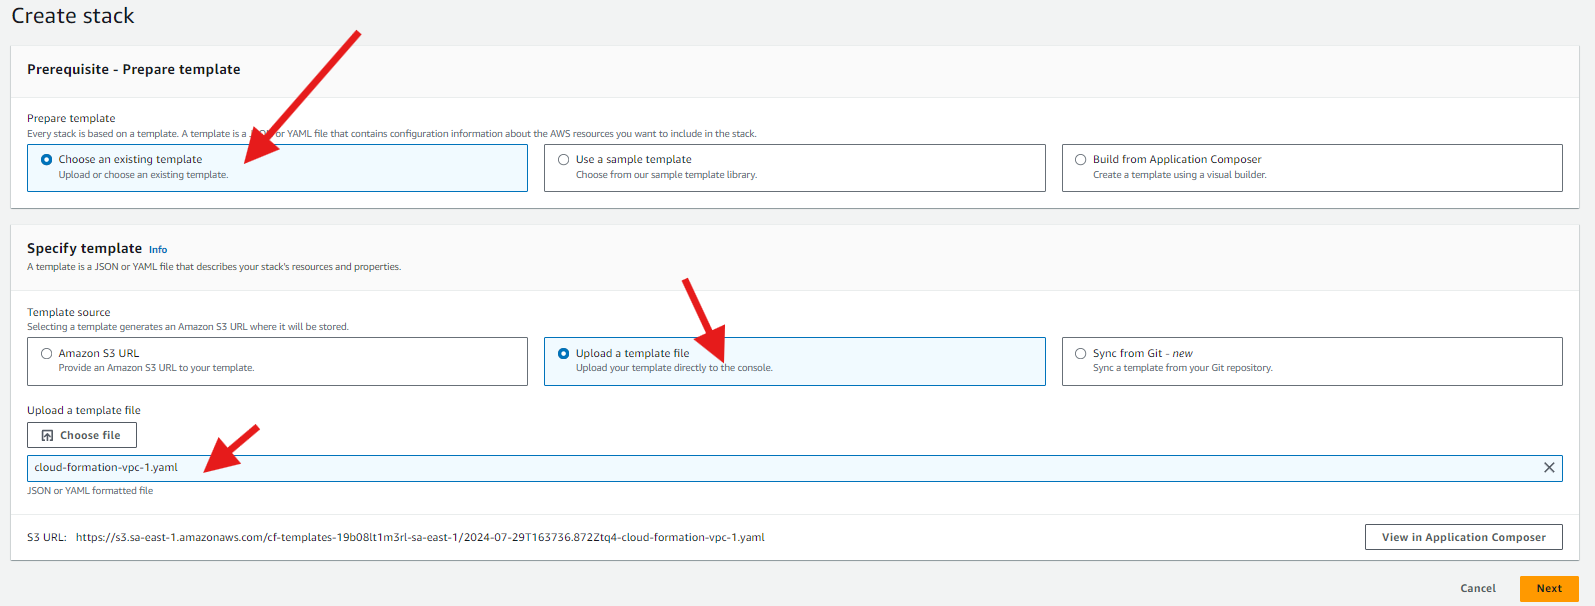 Create stack
Prerequisite - Prepare template
Prepare template
Every stack is based on a template. A template is a JSON or YAML file that contains configuration information about the AWS resources you want to include in the stack.
Choose an existing template
Upload or choose an existing template.
Use a sample template
Choose from our sample template library.
Build from Application Composer
Create a template using a visual builder.
Specify template Info
A template is a JSON or YAML file that describes your stack's resources and properties.
Template source
Selecting a template generates an Amazon S3 URL where it will be stored.
Amazon S3 URL
Provide an Amazon S3 URL to your template.
Upload a template file
Upload your template directly to the console.
Sync from Git - new
Sync a template from your Git repository.
Upload a template file
Choose file
cloud-formation-vpc-1.yaml
JSON or YAML formatted file
S3 URL: https://s3.sa-east-1.amazonaws.com/cf-templates-19b08lt1m3rl-sa-east-1/2024-07-29T163736.872Ztq4-cloud-formation-vpc-1.yaml
View in Application Composer
Cancel
Next